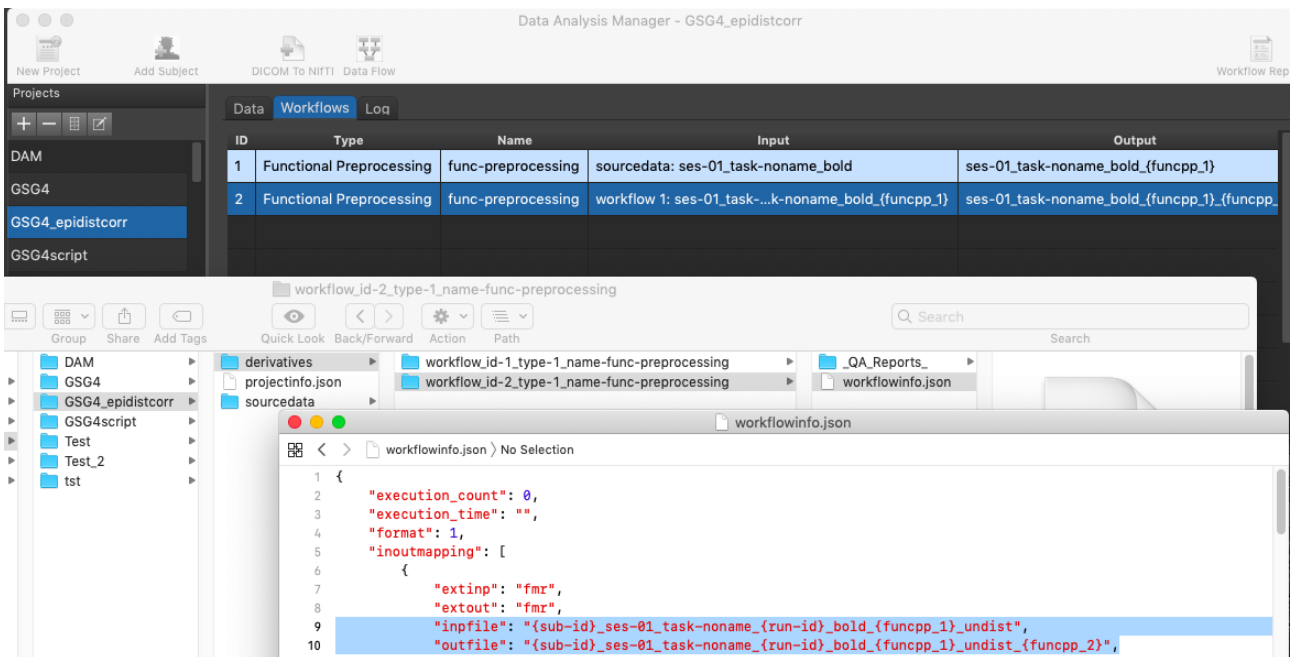 Data Analysis Manager - GSG4_epidistcorr
New Project Add Subject DICOM To NIfTI Data Flow Workflow Rep
Projects
Data Workflows Log
ID Type Name Input Output
DAM
1 Functional Preprocessing func-preprocessing sourcedata: ses-01_task-noname_bold ses-01_task-noname_bold_{funcpp_1}
GSG4
2 Functional Preprocessing func-preprocessing workflow 1: ses-01_task-...k-noname_bold_{funcpp_1} ses-01_task-noname_bold_{funcpp_1}_{funcpp_
GSG4_epidistcorr
GSG4script
workflow_id-2_type-1_name-func-preprocessing
Search
Group Share Add Tags Quick Look Back/Forward Action Path Search
DAM derivatives workflow_id-1_type-1_name-func-preprocessing _QA_Reports_
GSG4 projectinfo.json workflow_id-2_type-1_name-func-preprocessing workflowinfo.json
GSG4_epidistcorr sourcedata
GSG4script
Test
Test_2
tst
workflowinfo.json
workflowinfo.json 〉 No Selection
1 {
2 "execution_count": 0,
3 "execution_time": "",
4 "format": 1,
5 "inoutmapping": [
6 {
7 "extinp": "fmr",
8 "extout": "fmr",
9 "inpfile": "{sub-id}_ses-01_task-noname_{run-id}_bold_{funcpp_1}_undist",
10 "outfile": "{sub-id}_ses-01_task-noname_{run-id}_bold_{funcpp_1}_undist_{funcpp_2}",